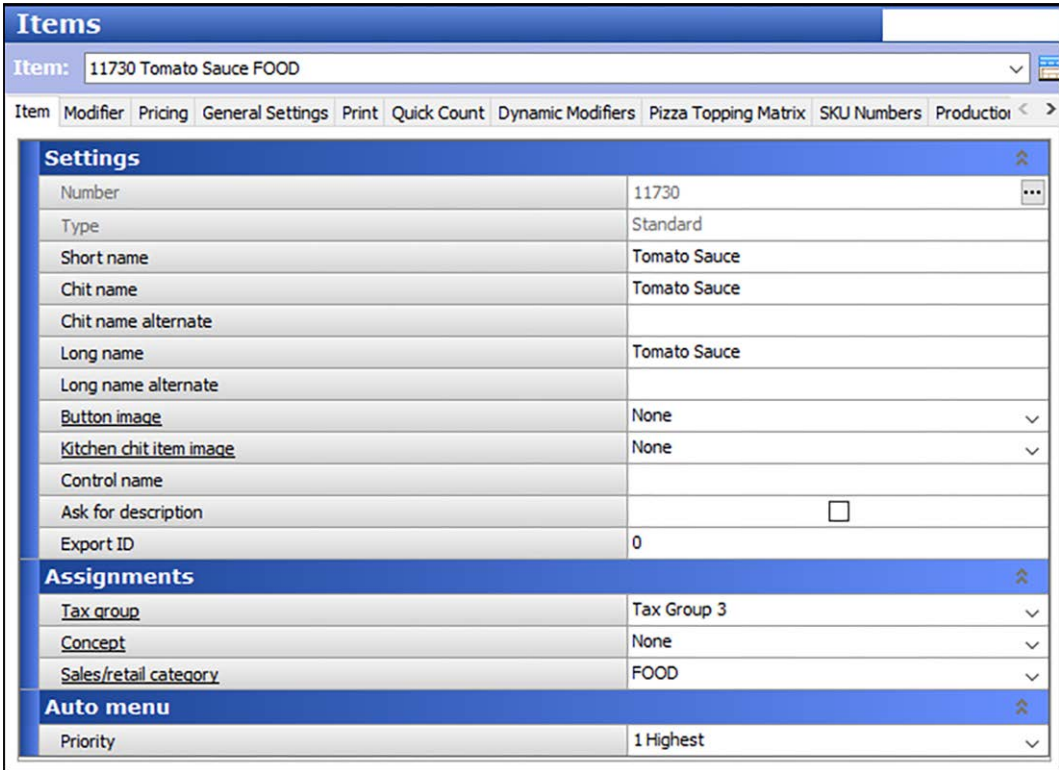 Items
Item: 11730 Tomato Sauce FOOD
Item Modifier Pricing General Settings Print Quick Count Dynamic Modifiers Pizza Topping Matrix SKU Numbers Production
Settings
Number 11730
Type Standard
Short name Tomato Sauce
Chit name Tomato Sauce
Chit name alternate
Long name Tomato Sauce
Long name alternate
Button image None
Kitchen chit item image None
Control name
Ask for description
Export ID 0
Assignments
Tax group Tax Group 3
Concept None
Sales/retail category FOOD
Auto menu
Priority 1 Highest